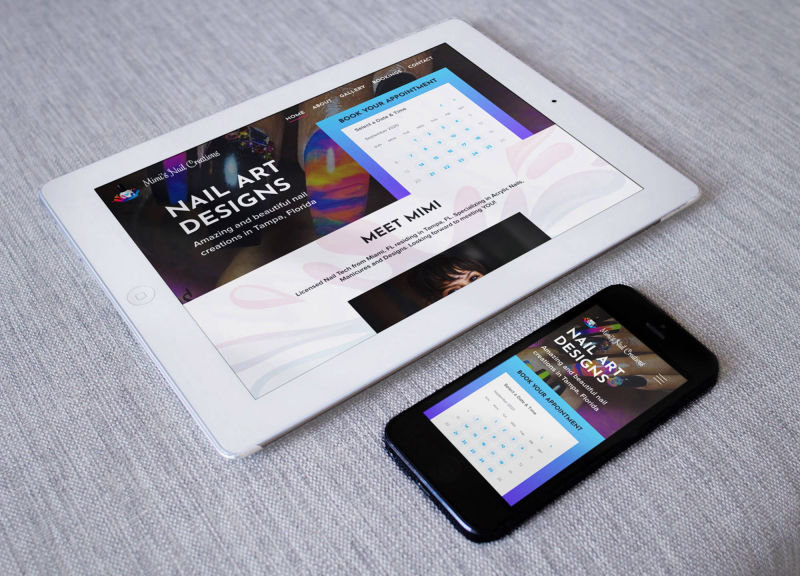 HOME ABOUT GALLERY BOOKINGS CONTACT
Mimi's Nail Creations
NAIL ART
DESIGNS
Amazing and beautiful nail
creations in Tampa, Florida
BOOK YOUR APPOINTMENT
Select a Date & Time
September 2020
MEET MIMI
Licensed Nail Tech from Miami, FL residing in Tampa, FL. Specializing in Acrylic Nails,
Manicures and Designs. Looking forward to meeting YOU!
Mimi's Nail Creations
NAIL ART
DESIGNS
Amazing and beautiful nail
creations in Tampa, Florida
BOOK YOUR APPOINTMENT
Select a Date & Time
September 2020